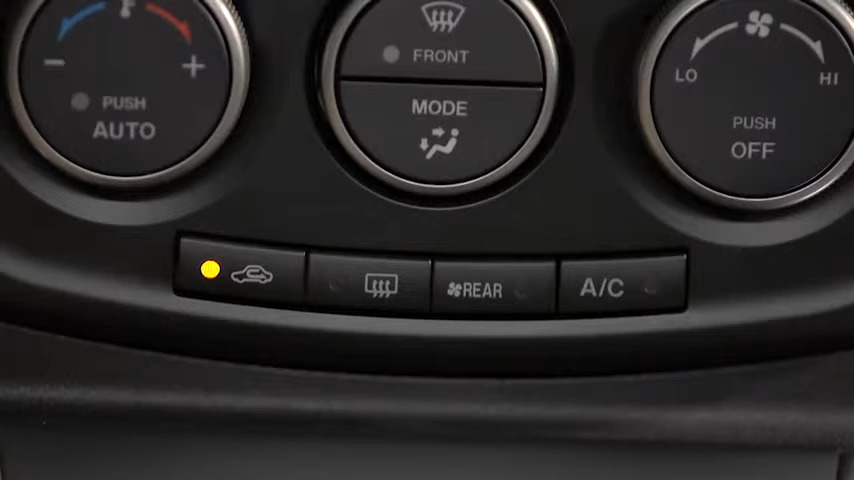 PUSH
AUTO
FRONT
MODE
LO
HI
PUSH
OFF
REAR
A/C